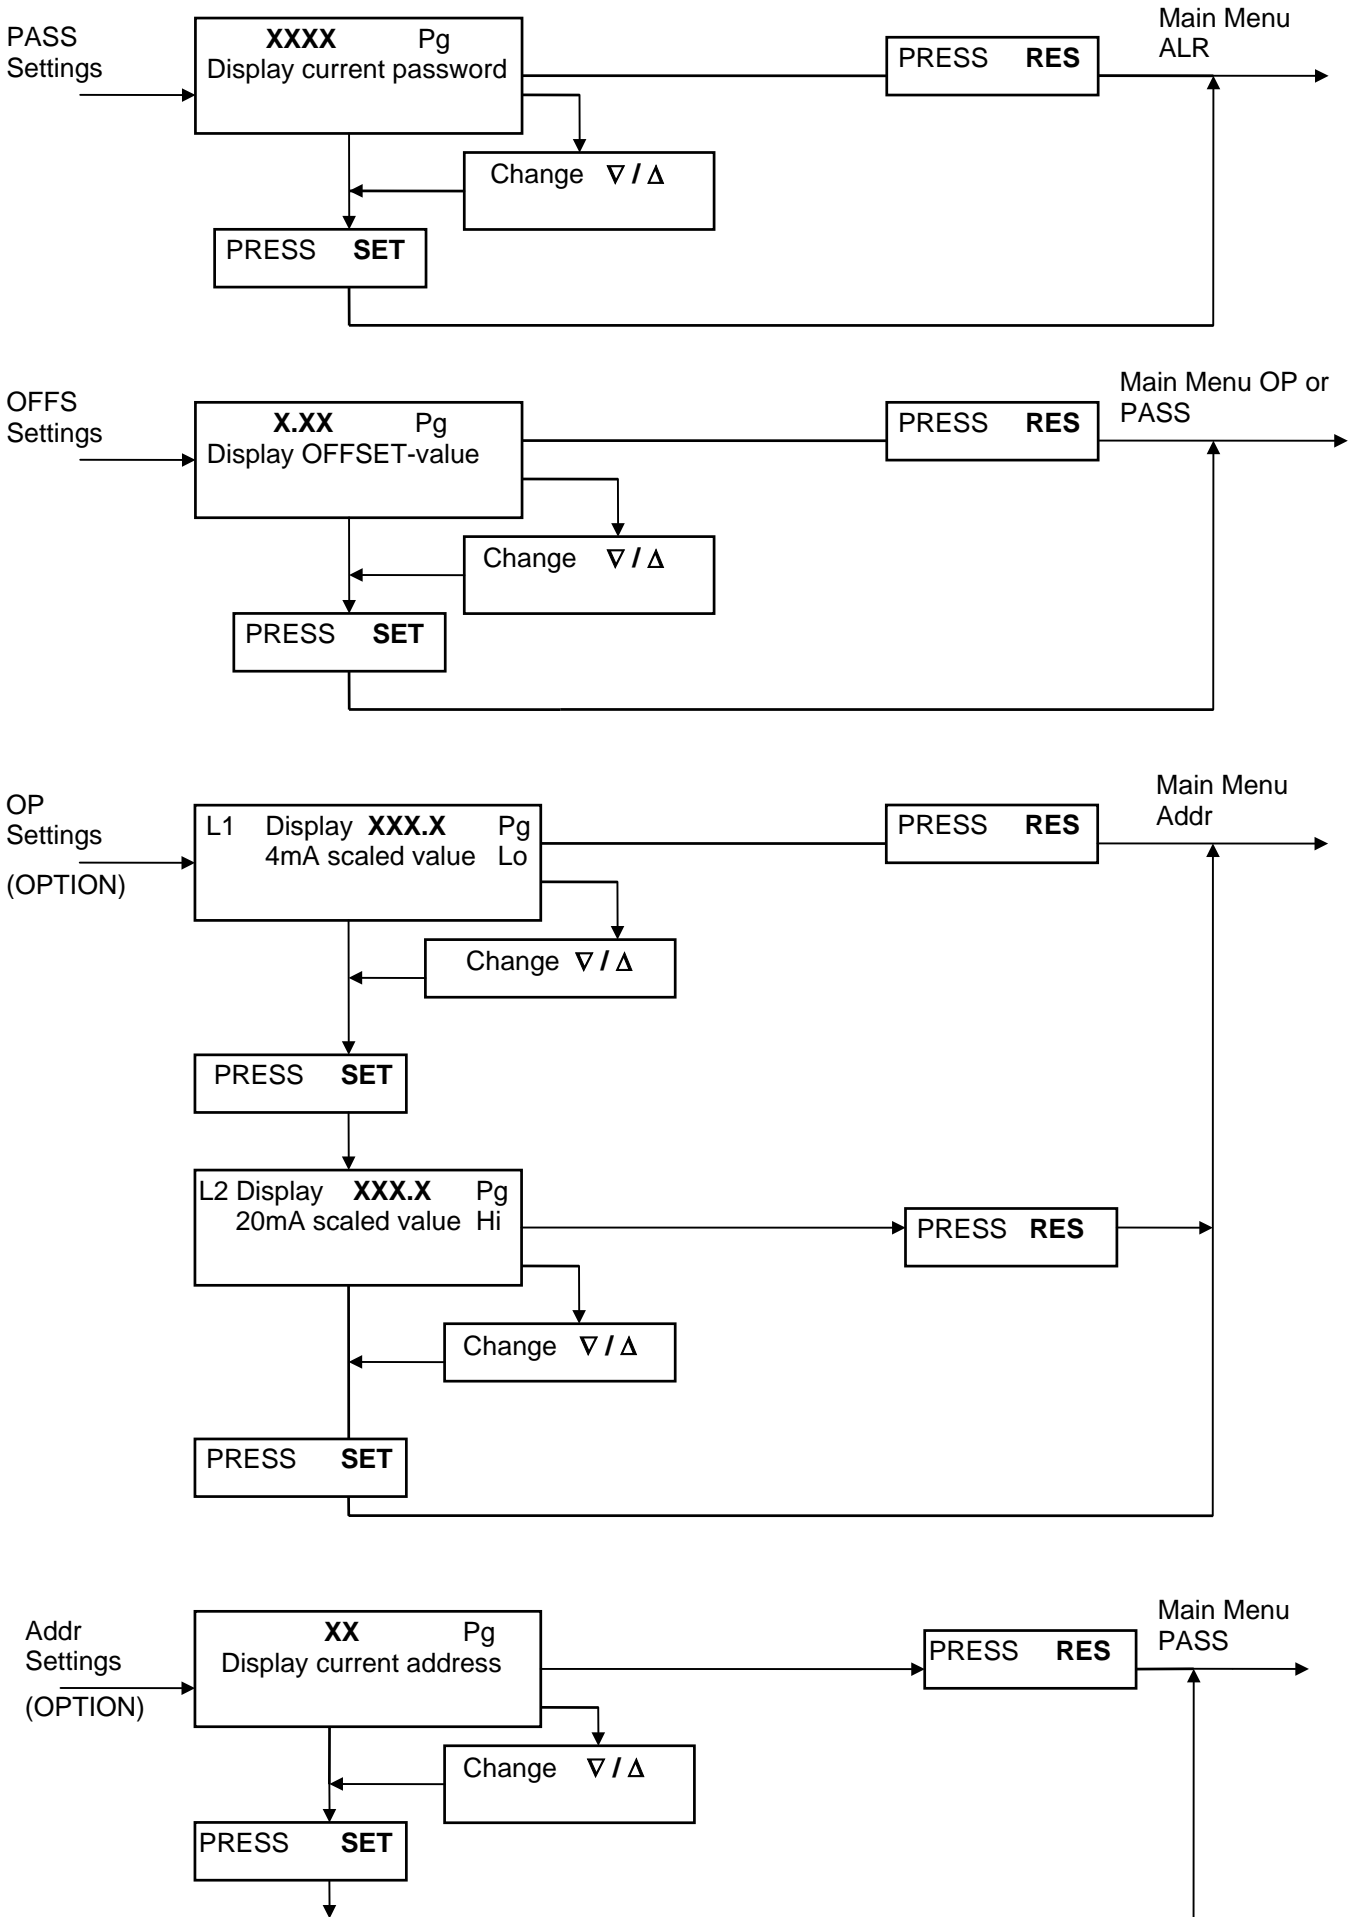 PASS
Settings
XXXX Pg
Display current password
PRESS RES
Main Menu
ALR
Change ∇ / Δ
PRESS SET
OFFS
Settings
X.XX Pg
Display OFFSET-value
PRESS RES
Main Menu OP or
PASS
Change ∇ / Δ
PRESS SET
OP
Settings
(OPTION)
L1 Display XXX.X Pg
4mA scaled value Lo
PRESS RES
Main Menu
Addr
Change ∇ / Δ
PRESS SET
L2 Display XXX.X Pg
20mA scaled value Hi
PRESS RES
Change ∇ / Δ
PRESS SET
Addr
Settings
(OPTION)
XX Pg
Display current address
PRESS RES
Main Menu
PASS
Change ∇ / Δ
PRESS SET